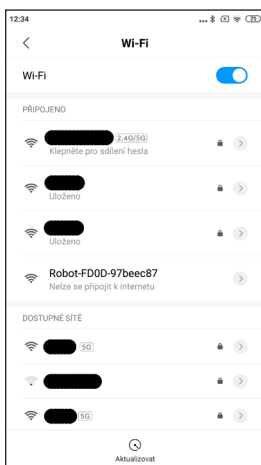 12:34
71
Wi-Fi
Wi-Fi
PŘIPOJENO
2.4G/5G
Klepněte pro sdílení hesla
Uloženo
Uloženo
Robot-FD0D-97beec87
Nelze se připojit k internetu
DOSTUPNÉ SÍTĚ
5G
5G
Aktualizovat